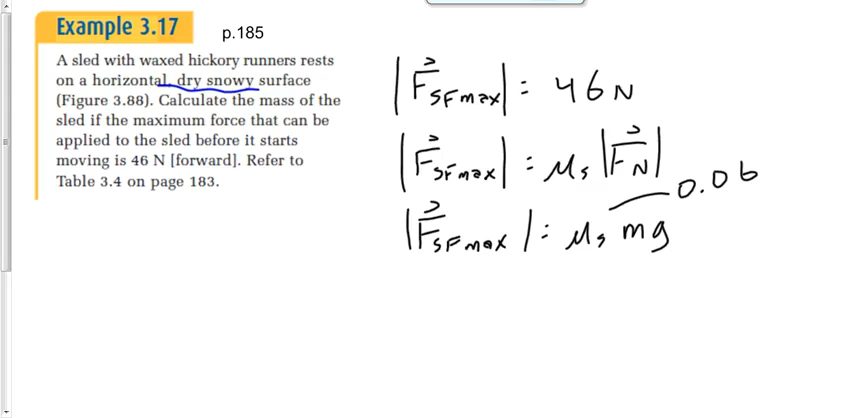 Example 3.17
p.185
A sled with waxed hickory runners rests
on a horizontal, dry snowy surface
(Figure 3.88). Calculate the mass of the
sled if the maximum force that can be
applied to the sled before it starts
moving is 46 N [forward]. Refer to
Table 3.4 on page 183.
|F⃗SFmax| = 46 N
|F⃗SFmax| = μs |F⃗N|
0.06
|F⃗SFmax| = μs mg